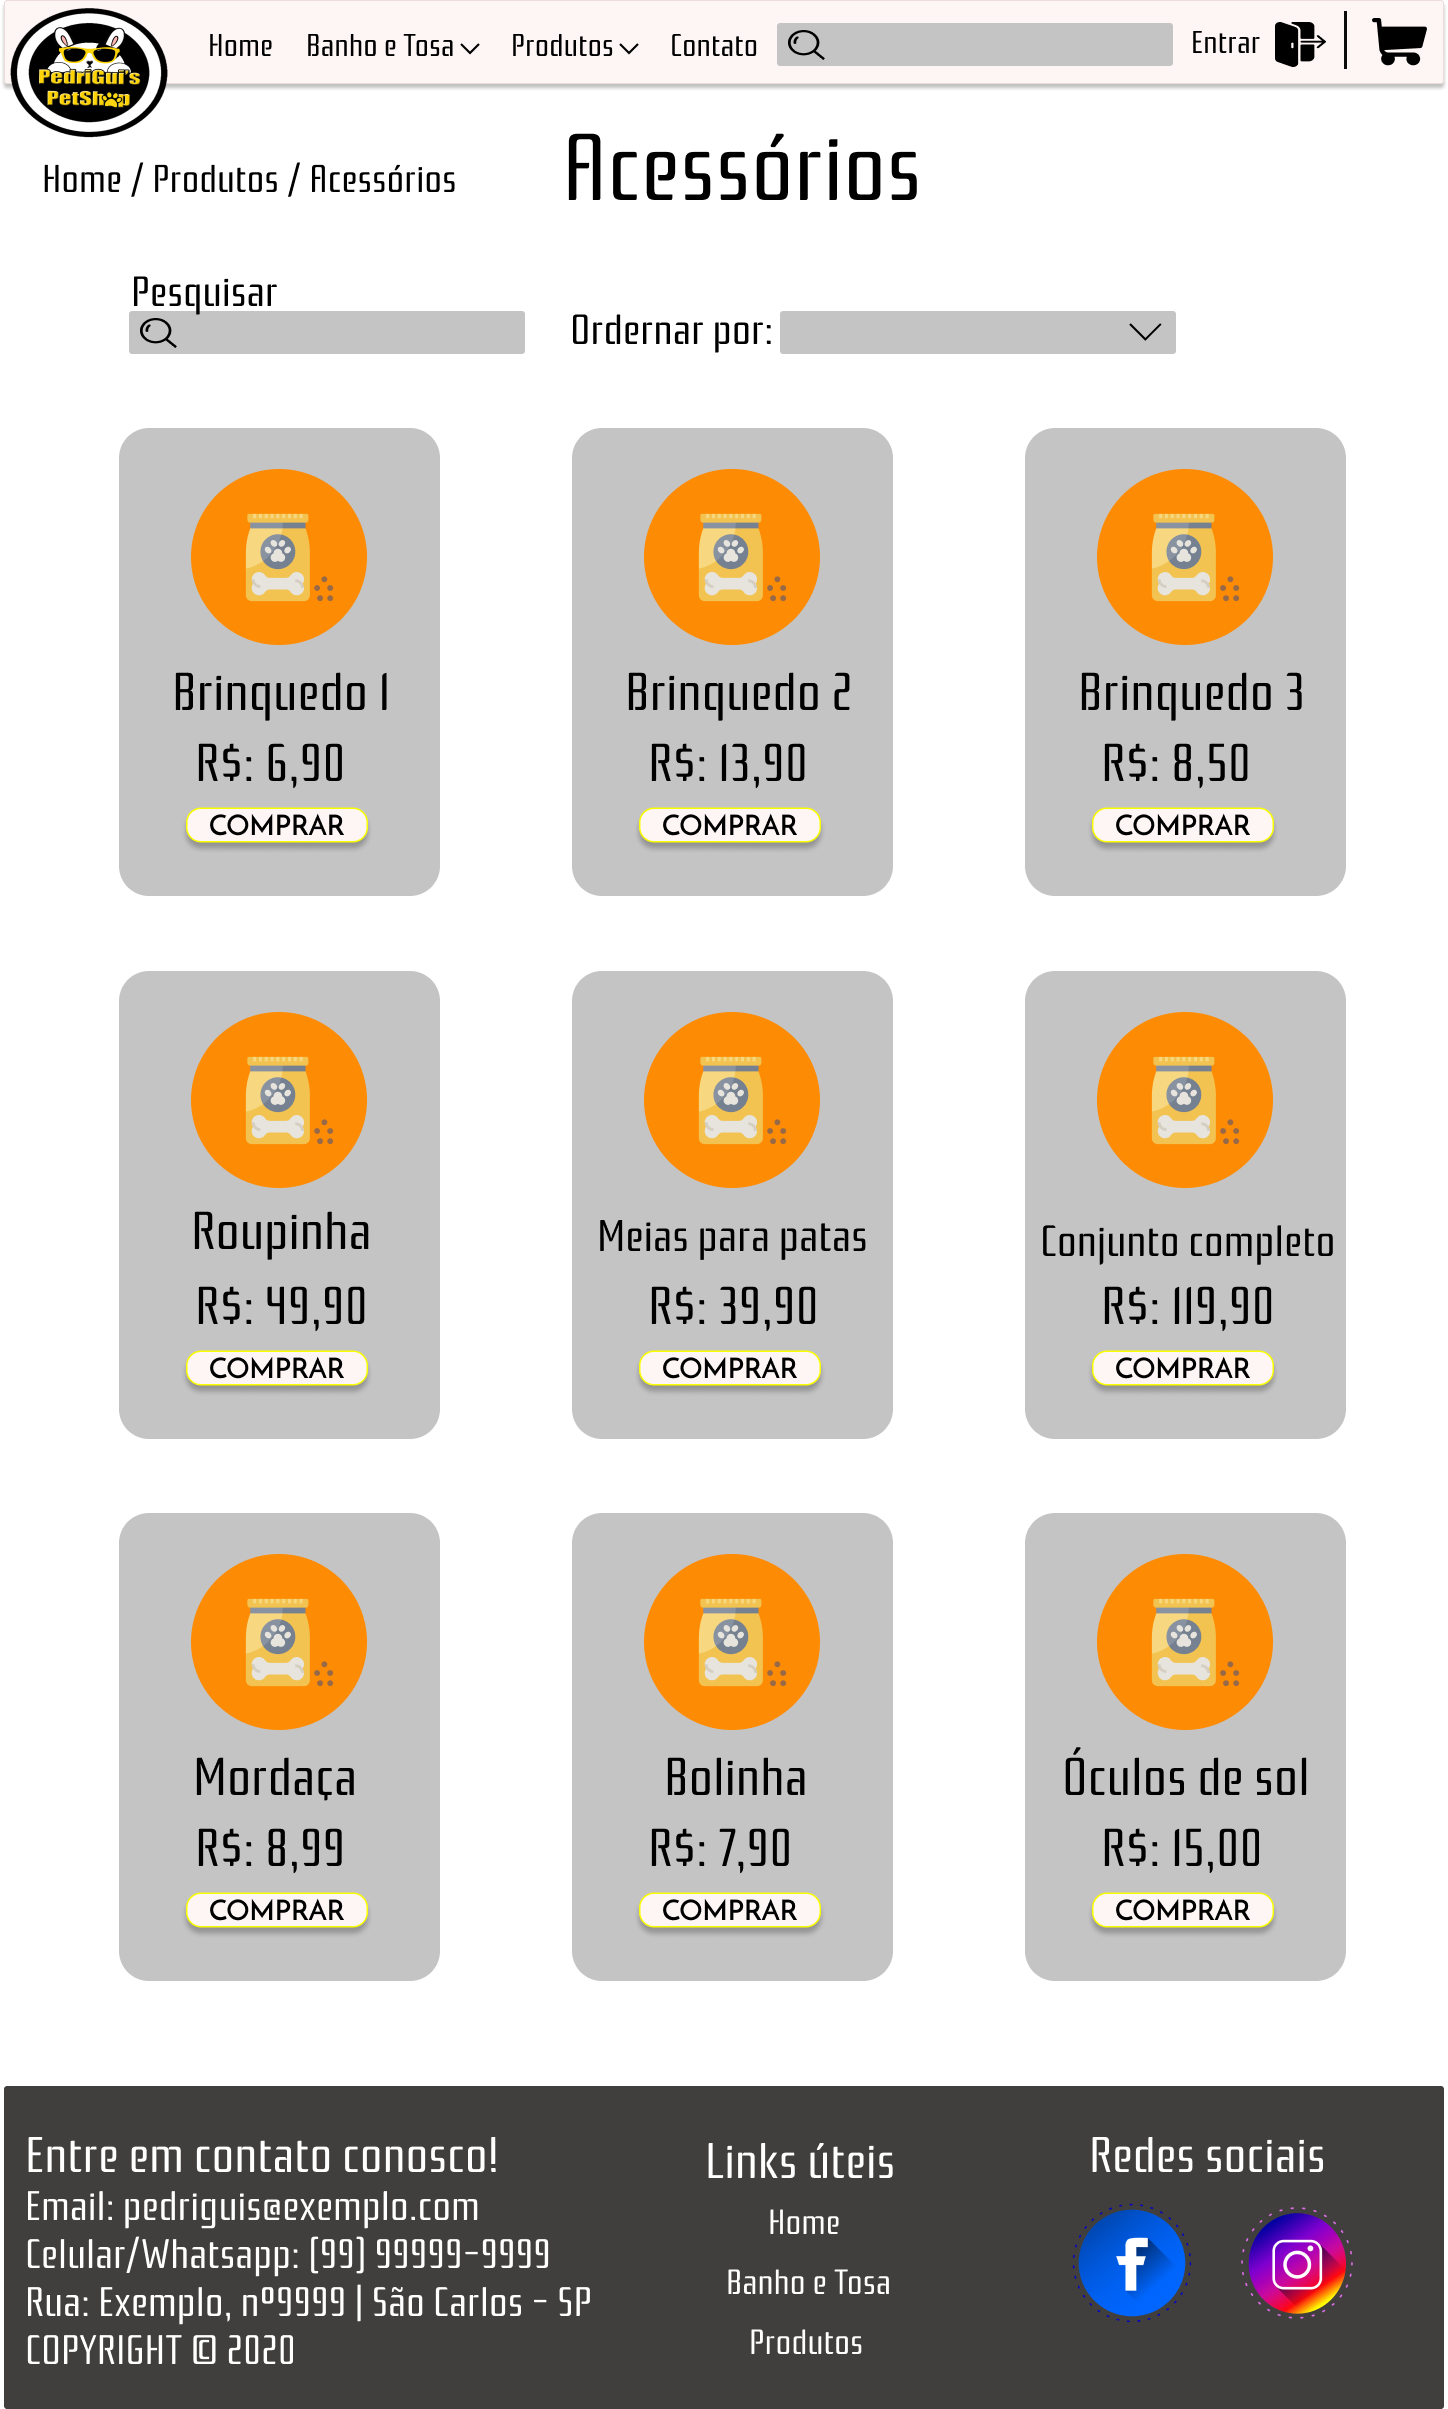 PedriGui's
PetShop
Home
Banho e Tosa
Produtos
Contato
Entrar
Home / Produtos / Acessórios
Acessórios
Pesquisar
Ordernar por:
Brinquedo 1
R$: 6,90
COMPRAR
Brinquedo 2
R$: 13,90
COMPRAR
Brinquedo 3
R$: 8,50
COMPRAR
Roupinha
R$: 49,90
COMPRAR
Meias para patas
R$: 39,90
COMPRAR
Conjunto completo
R$: 119,90
COMPRAR
Mordaça
R$: 8,99
COMPRAR
Bolinha
R$: 7,90
COMPRAR
Óculos de sol
R$: 15,00
COMPRAR
Entre em contato conosco!
Email: pedriguis@exemplo.com
Celular/Whatsapp: (99) 99999-9999
Rua: Exemplo, nº9999 | São Carlos - SP
COPYRIGHT © 2020
Links úteis
Home
Banho e Tosa
Produtos
Redes sociais